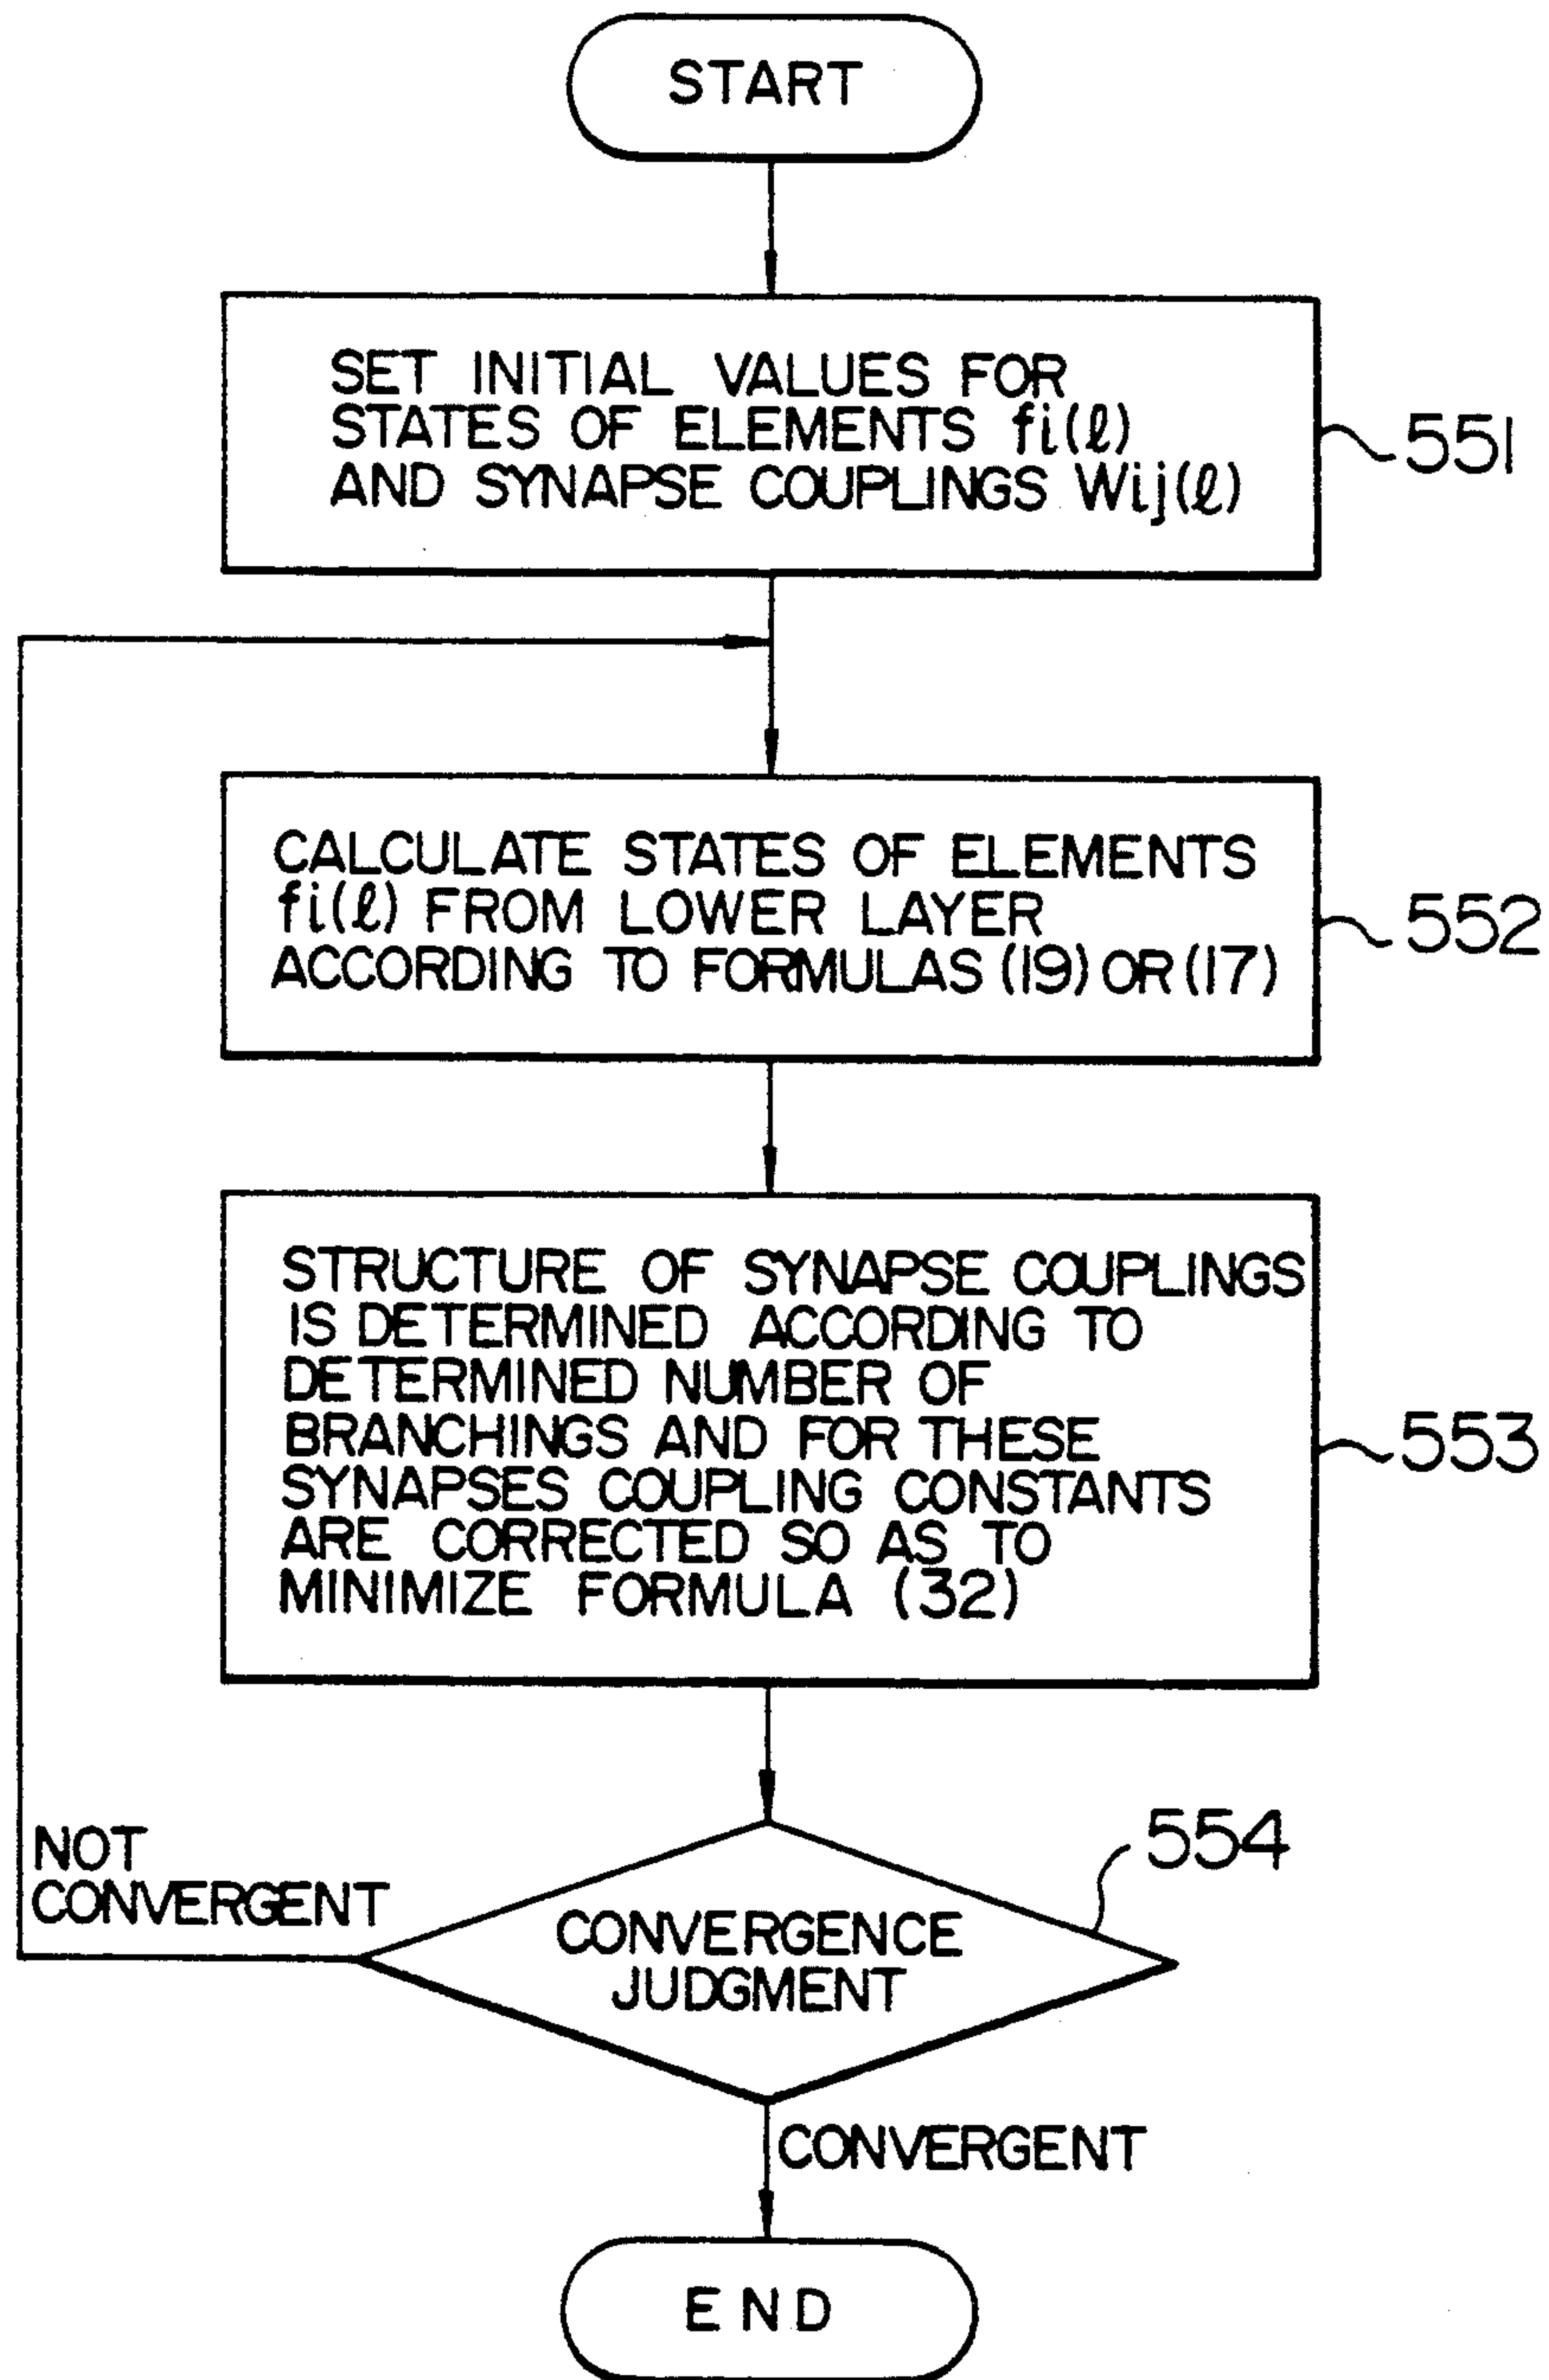 START
SET INITIAL VALUES FOR
STATES OF ELEMENTS fi(ℓ)
AND SYNAPSE COUPLINGS Wij(ℓ)
551
CALCULATE STATES OF ELEMENTS
fi(ℓ) FROM LOWER LAYER
ACCORDING TO FORMULAS (19) OR (17)
552
STRUCTURE OF SYNAPSE COUPLINGS
IS DETERMINED ACCORDING TO
DETERMINED NUMBER OF
BRANCHINGS AND FOR THESE
SYNAPSES COUPLING CONSTANTS
ARE CORRECTED SO AS TO
MINIMIZE FORMULA (32)
553
NOT
CONVERGENT
554
CONVERGENCE
JUDGMENT
CONVERGENT
END